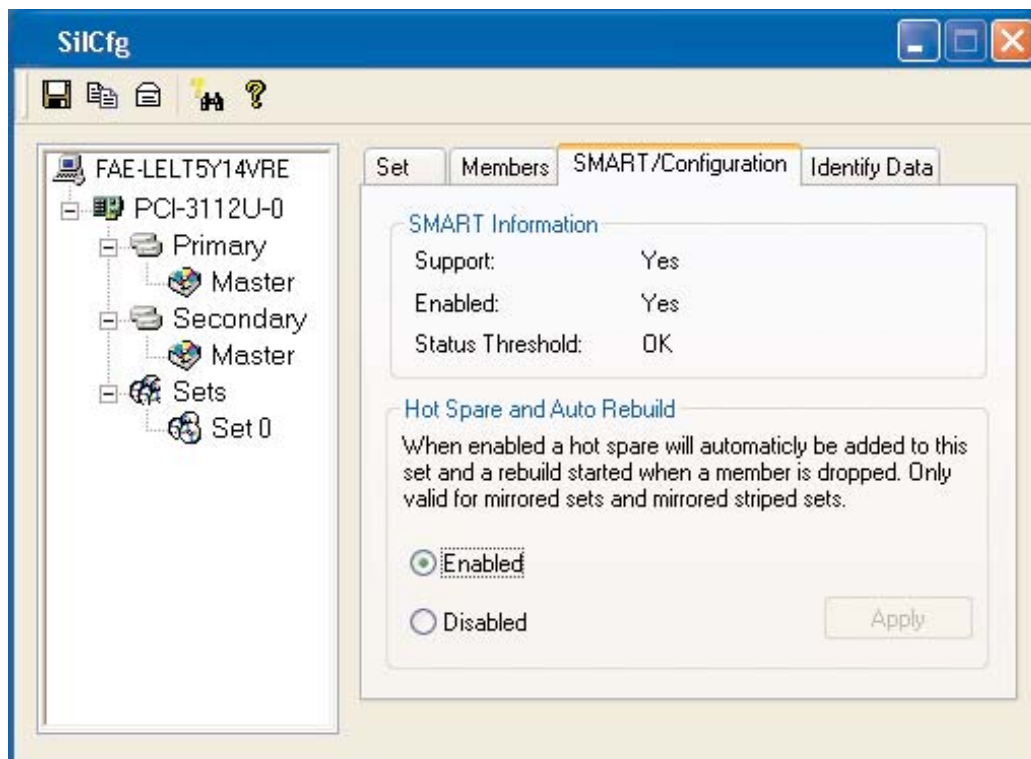 SilCfg
FAE-LELT5Y14VRE
PCI-3112U-0
Primary
Master
Secondary
Master
Sets
Set 0
Set
Members
SMART/Configuration
Identify Data
SMART Information
Support: Yes
Enabled: Yes
Status Threshold: OK
Hot Spare and Auto Rebuild
When enabled a hot spare will automaticly be added to this
set and a rebuild started when a member is dropped. Only
valid for mirrored sets and mirrored striped sets.
Enabled
Disabled
Apply